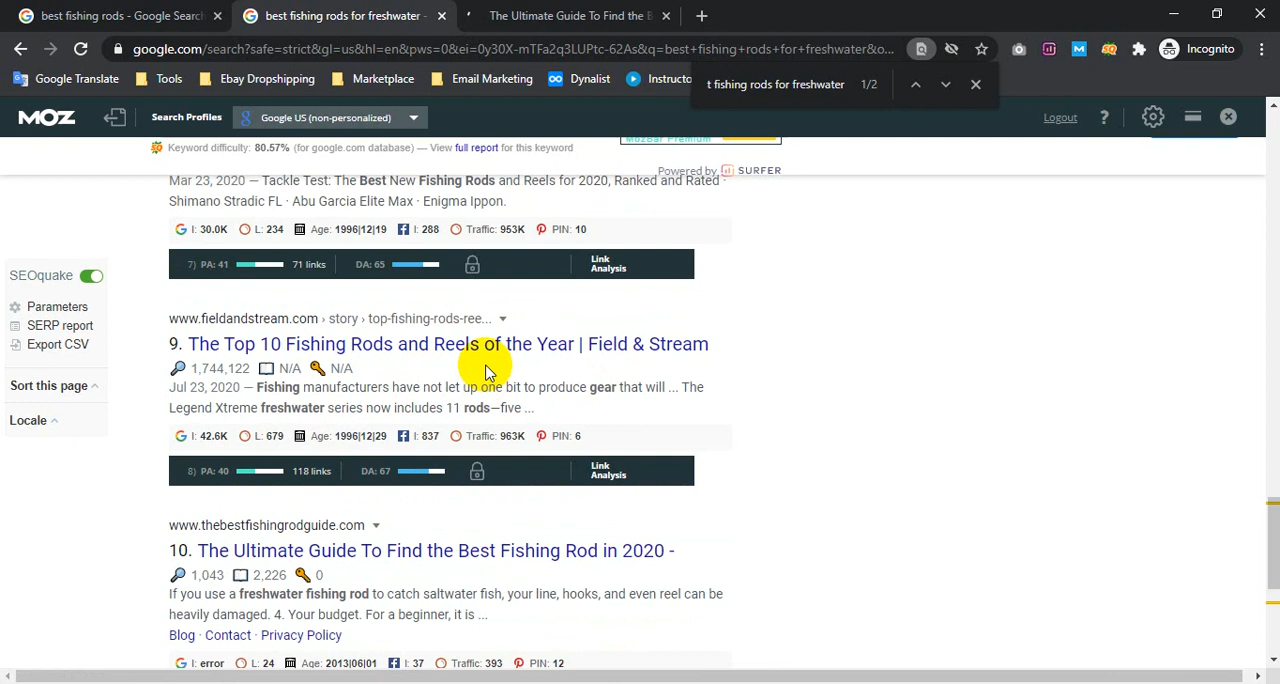 best fishing rods - Google Search
best fishing rods for freshwater -
The Ultimate Guide To Find the B
google.com/search?safe=strict&gl=us&hl=en&pws=0&ei=0y30X-mTFa2q3LUPtc-62As&q=best+fishing+rods+for+freshwater&o...
Incognito
Google Translate
Tools
Ebay Dropshipping
Marketplace
Email Marketing
Dynalist
Instructo
t fishing rods for freshwater 1/2
MOZ
Search Profiles
Google US (non-personalized)
Logout
?
Keyword difficulty: 80.57% (for google.com database) — View full report for this keyword
MozBar Premium
Powered by SURFER
Mar 23, 2020 — Tackle Test: The Best New Fishing Rods and Reels for 2020, Ranked and Rated ·
Shimano Stradic FL · Abu Garcia Elite Max · Enigma Ippon.
I: 30.0K L: 234 Age: 1996|12|19 I: 288 Traffic: 953K PIN: 10
7) PA: 41 71 links DA: 65 Link Analysis
SEOquake
Parameters
SERP report
Export CSV
Sort this page
Locale
www.fieldandstream.com › story › top-fishing-rods-ree...
9. The Top 10 Fishing Rods and Reels of the Year | Field & Stream
1,744,122 N/A N/A
Jul 23, 2020 — Fishing manufacturers have not let up one bit to produce gear that will ... The
Legend Xtreme freshwater series now includes 11 rods—five ...
I: 42.6K L: 679 Age: 1996|12|29 I: 837 Traffic: 963K PIN: 6
8) PA: 40 118 links DA: 67 Link Analysis
www.thebestfishingrodguide.com
10. The Ultimate Guide To Find the Best Fishing Rod in 2020 -
1,043 2,226 0
If you use a freshwater fishing rod to catch saltwater fish, your line, hooks, and even reel can be
heavily damaged. 4. Your budget. For a beginner, it is ...
Blog · Contact · Privacy Policy
I: error L: 24 Age: 2013|06|01 I: 37 Traffic: 393 PIN: 12